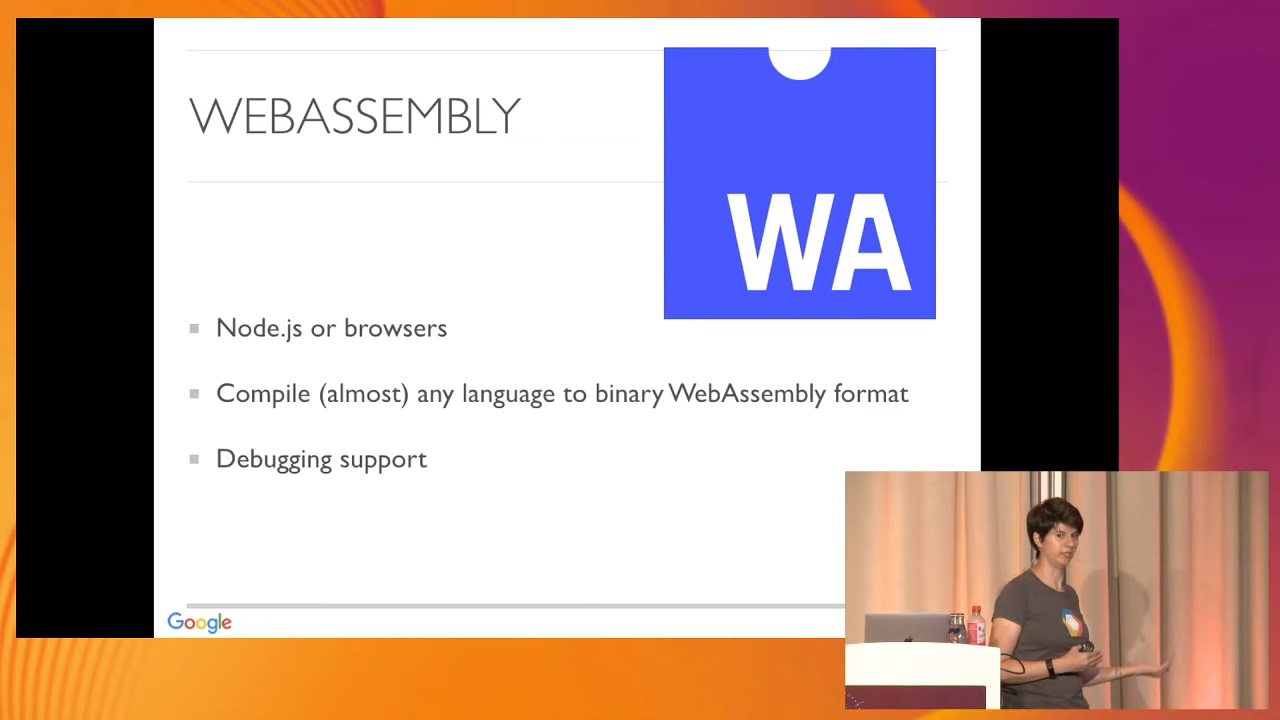 WEBASSEMBLY
WA
Node.js or browsers
Compile (almost) any language to binary WebAssembly format
Debugging support
Google